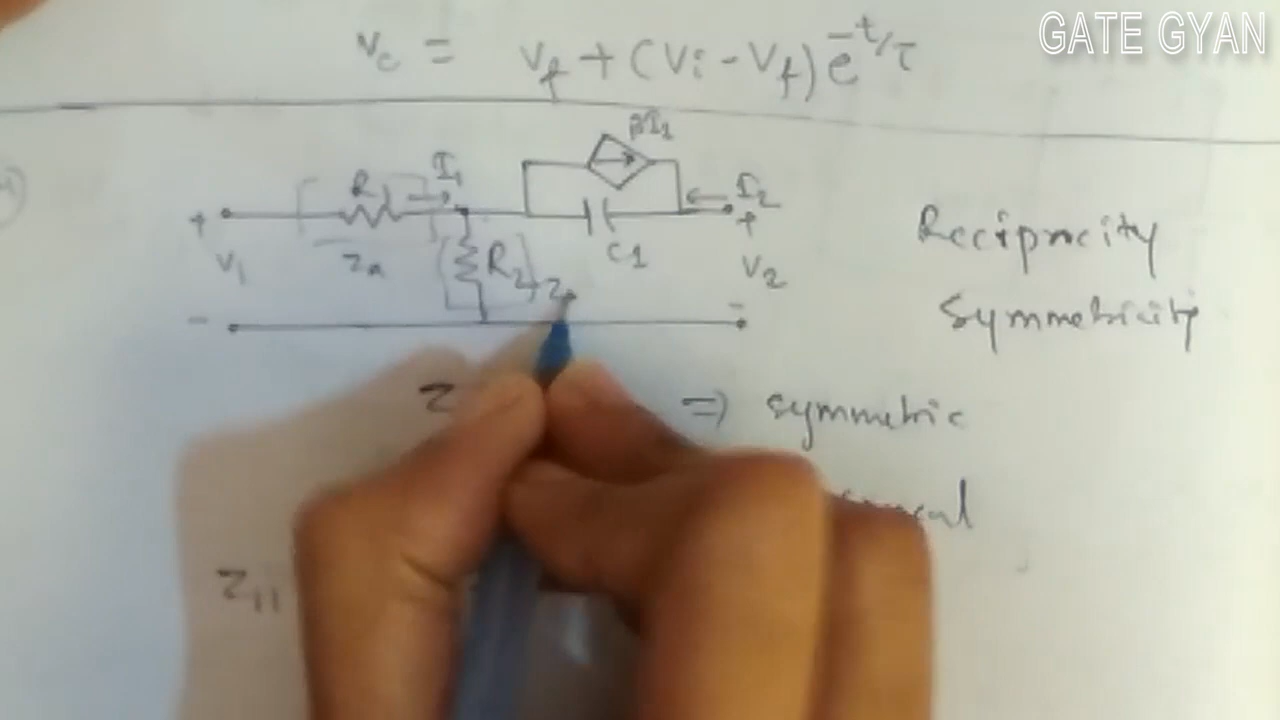 GATE GYAN
Vc = Vf + (Vi - Vf) e^-t/τ
βI1
R1 I1 I2
+ +
V1 Za R2 C1 V2
- -
Reciprocity
Symmetricity
Z => Symmetric
Z11